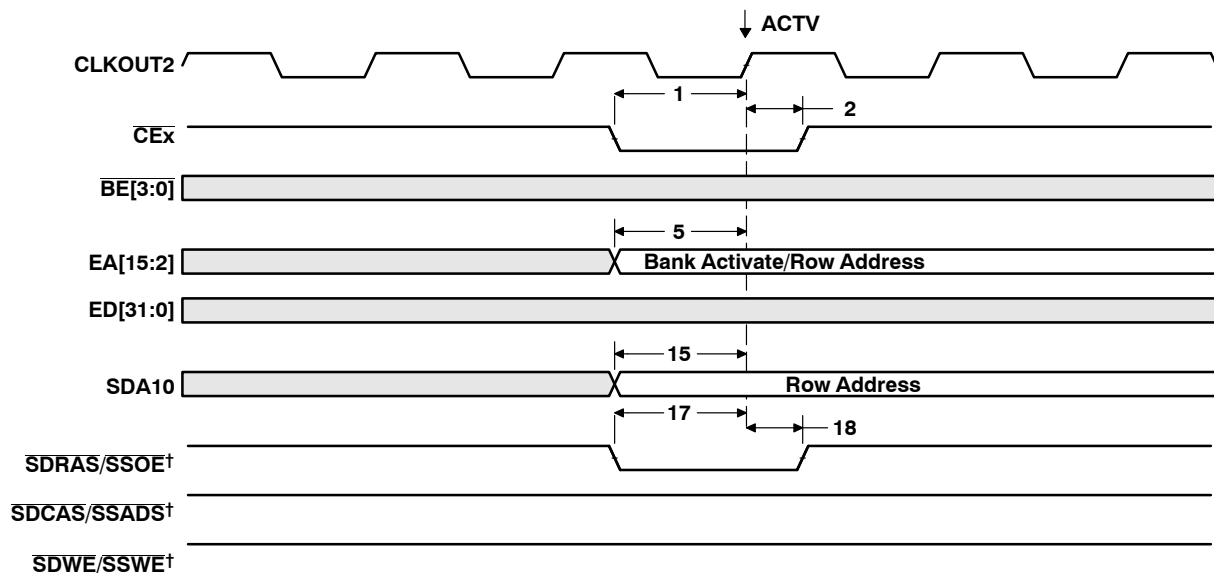 ACTV
CLKOUT2
1
2
CEx
BE[3:0]
5
EA[15:2]
Bank Activate/Row Address
ED[31:0]
15
SDA10
Row Address
17
18
SDRAS/SSOE†
SDCAS/SSADS†
SDWE/SSWE†